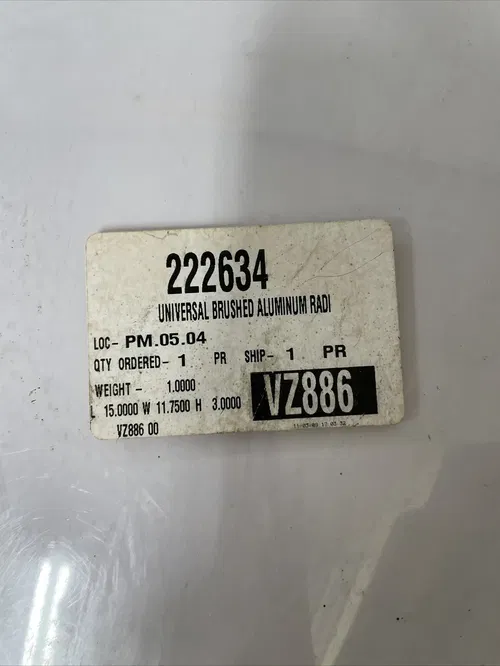 222634
UNIVERSAL BRUSHED ALUMINUM RADI
LOC- PM.05.04
QTY ORDERED- 1 PR SHIP- 1 PR
WEIGHT - 1.0000
L 15.0000 W 11.7500 H 3.0000
VZ886
VZ886 00